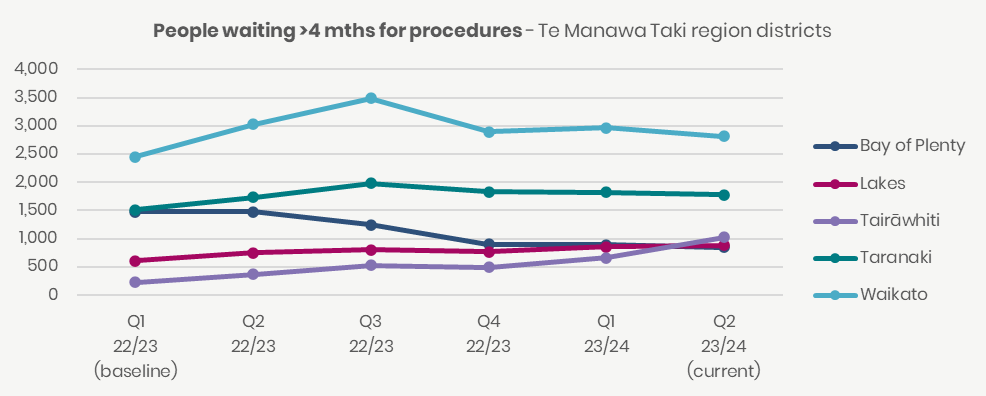 People waiting >4 mths for procedures - Te Manawa Taki region districts
4,000
3,500
3,000
2,500
2,000
1,500
1,000
500
0
Q1 Q2 Q3 Q4 Q1 Q2
22/23 22/23 22/23 22/23 23/24 23/24
(baseline) (current)
Bay of Plenty
Lakes
Tairāwhiti
Taranaki
Waikato